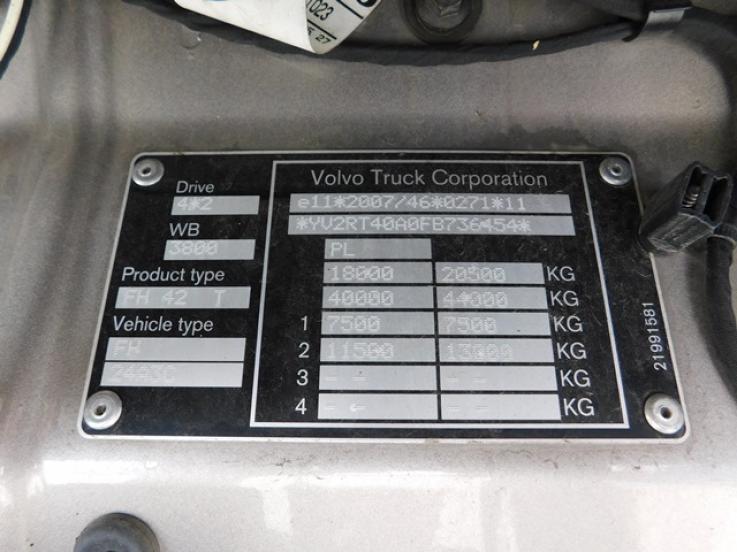 1023
Drive
4*2
WB
3800
Product type
FH 42 T
Vehicle type
FH
Volvo Truck Corporation
e11*2007/46*0271*11
*YV2RT40A0FB736454*
PL
18000 20500 KG
40000 44000 KG
1 7500 7500 KG
2 11500 13000 KG
3 - - - - KG
4 - - - - KG
21991581